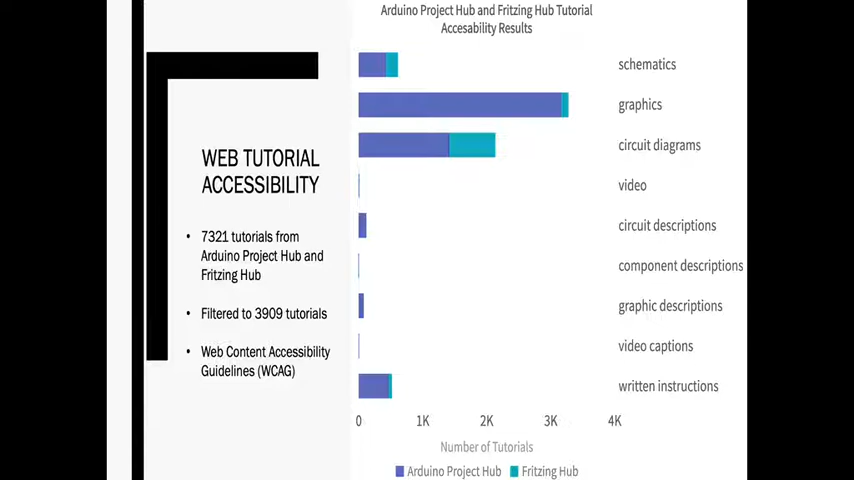 WEB TUTORIAL
ACCESSIBILITY
• 7321 tutorials from
Arduino Project Hub and
Fritzing Hub
• Filtered to 3909 tutorials
• Web Content Accessibility
Guidelines (WCAG)
Arduino Project Hub and Fritzing Hub Tutorial
Accesability Results
schematics
graphics
circuit diagrams
video
circuit descriptions
component descriptions
graphic descriptions
video captions
written instructions
0 1K 2K 3K 4K
Number of Tutorials
Arduino Project Hub Fritzing Hub